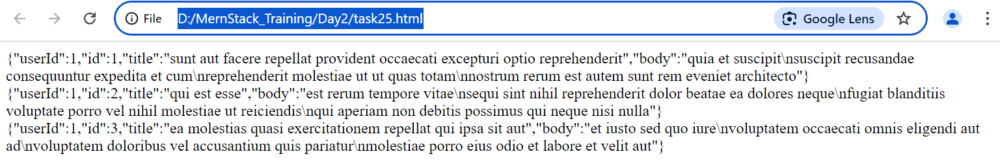 File D:/MernStack_Training/Day2/task25.html Google Lens
{"userId":1,"id":1,"title":"sunt aut facere repellat provident occaecati excepturi optio reprehenderit","body":"quia et suscipit\nsuscipit recusandae
consequuntur expedita et cum\nreprehenderit molestiae ut ut quas totam\nnostrum rerum est autem sunt rem eveniet architecto"}
{"userId":1,"id":2,"title":"qui est esse","body":"est rerum tempore vitae\nsequi sint nihil reprehenderit dolor beatae ea dolores neque\nfugiat blanditiis
voluptate porro vel nihil molestiae ut reiciendis\nqui aperiam non debitis possimus qui neque nisi nulla"}
{"userId":1,"id":3,"title":"ea molestias quasi exercitationem repellat qui ipsa sit aut","body":"et iusto sed quo iure\nvoluptatem occaecati omnis eligendi aut
ad\nvoluptatem doloribus vel accusantium quis pariatur\nmolestiae porro eius odio et labore et velit aut"}